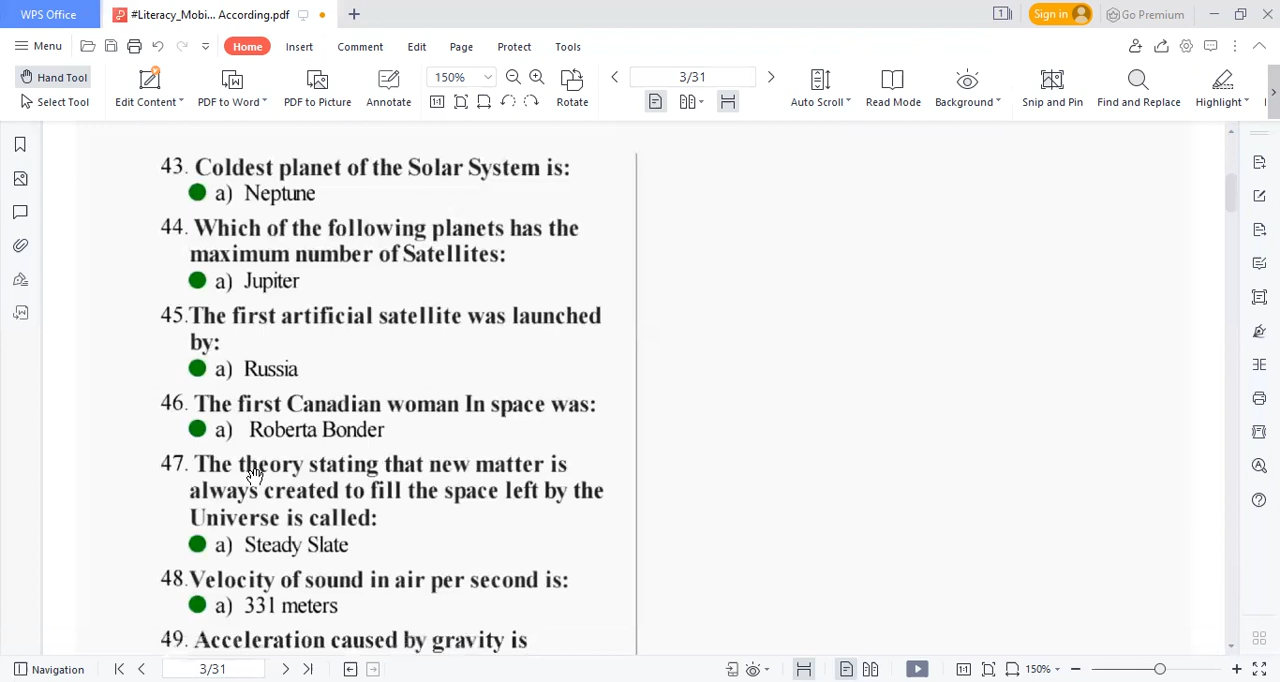 WPS Office
#Literacy_Mobi... According.pdf
Sign in
Go Premium
Menu
Home
Insert
Comment
Edit
Page
Protect
Tools
Hand Tool
Select Tool
Edit Content
PDF to Word
PDF to Picture
Annotate
150%
Rotate
3/31
Auto Scroll
Read Mode
Background
Snip and Pin
Find and Replace
Highlight
43. Coldest planet of the Solar System is:
a) Neptune
44. Which of the following planets has the
maximum number of Satellites:
a) Jupiter
45.The first artificial satellite was launched
by:
a) Russia
46. The first Canadian woman In space was:
a) Roberta Bonder
47. The theory stating that new matter is
always created to fill the space left by the
Universe is called:
a) Steady Slate
48.Velocity of sound in air per second is:
a) 331 meters
49. Acceleration caused by gravity is
Navigation
3/31
150%